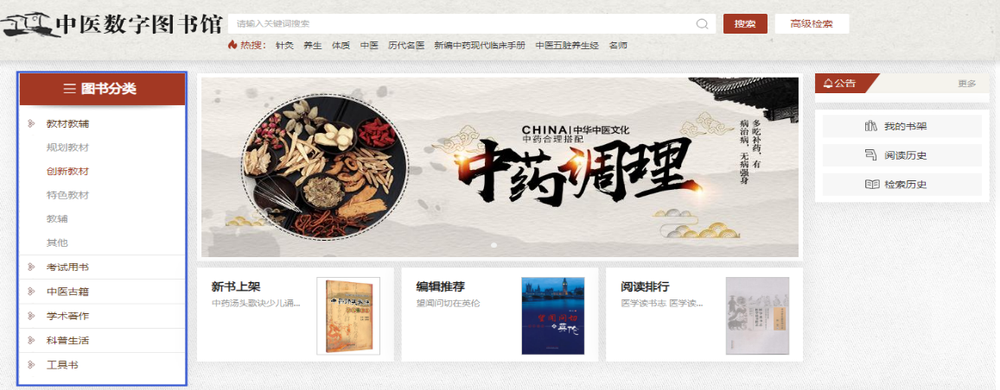 中医数字图书馆
请输入关键词搜索
搜索
高级检索
热搜: 针灸 养生 体质 中医 历代名医 新编中药现代临床手册 中医五脏养生经 名师
图书分类
教材教辅
规划教材
创新教材
特色教材
教辅
其他
考试用书
中医古籍
学术著作
科普生活
工具书
CHINA|中华中医文化
中药合理搭配
中药调理
多吃补药，有
病治病，无病强身
公告
更多
我的书架
阅读历史
检索历史
新书上架
中药汤头歌诀少儿诵...
编辑推荐
望闻问切在英伦
望闻问切
英伦
阅读排行
医学读书志 医学读...